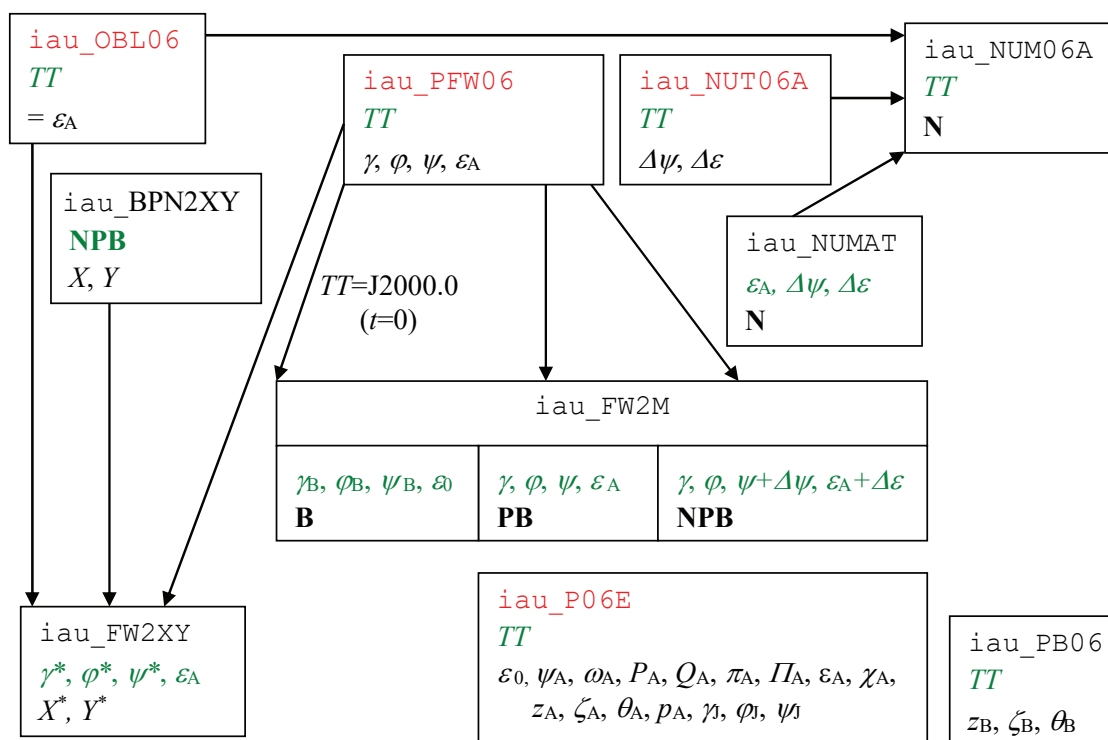 iau_OBL06
TT
= εA
iau_PFW06
TT
γ, φ, ψ, εA
iau_NUT06A
TT
Δψ, Δε
iau_NUM06A
TT
N
iau_BPN2XY
NPB
X, Y
iau_NUMAT
εA, Δψ, Δε
N
TT=J2000.0
(t=0)
iau_FW2M
γB, φB, ψB, ε0
B
γ, φ, ψ, εA
PB
γ, φ, ψ+Δψ, εA+Δε
NPB
iau_FW2XY
γ*, φ*, ψ*, εA
X*, Y*
iau_P06E
TT
ε0, ψA, ωA, PA, QA, πA, ΠA, εA, χA,
zA, ζA, θA, pA, γJ, φJ, ψJ
iau_PB06
TT
zB, ζB, θB